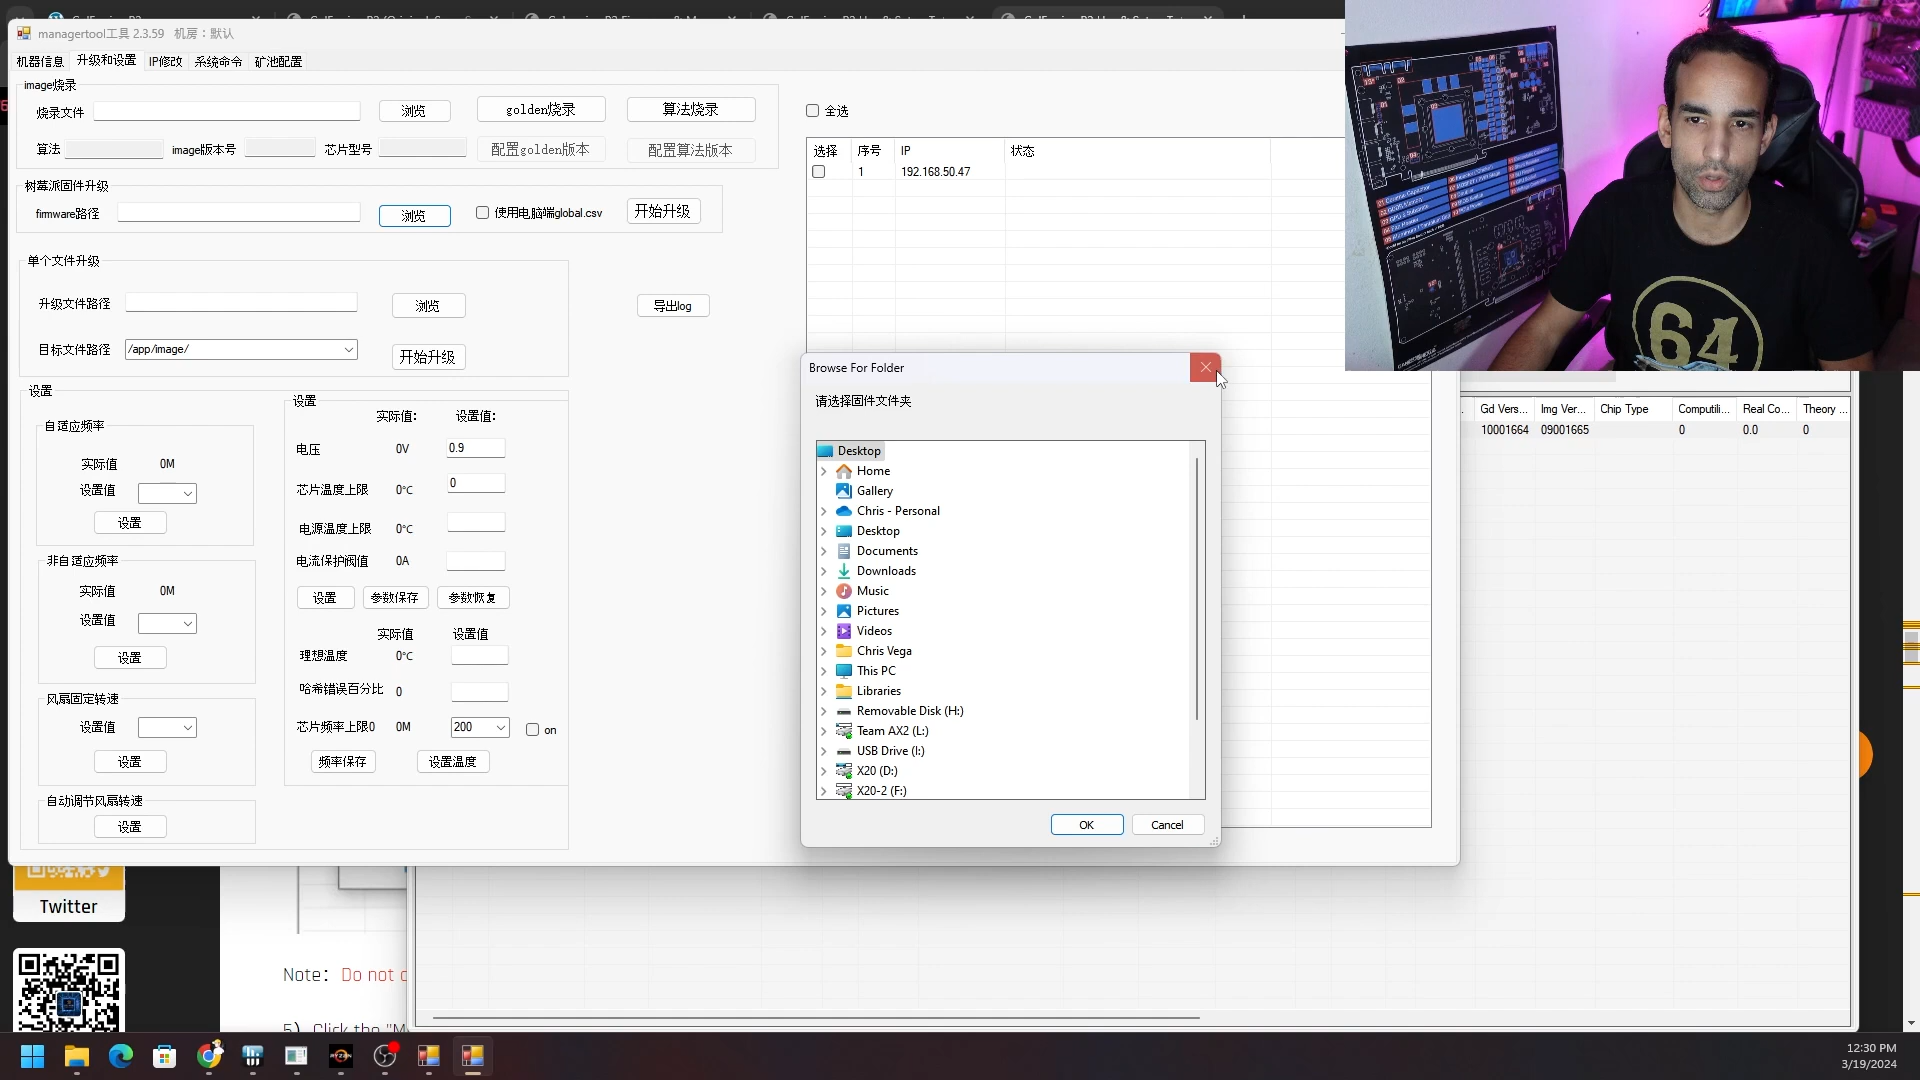 managertool工具 2.3.59 机房：默认
机器信息 升级和设置 IP修改 系统命令 矿池配置
image烧录
烧录文件 浏览 golden烧录 算法烧录
算法 image版本号 芯片型号 配置golden版本 配置算法版本
树莓派固件升级
firmware路径 浏览 使用电脑端global.csv 开始升级
单个文件升级
升级文件路径 浏览
导出log
目标文件路径 /app/image/ 开始升级
设置
自适应频率
实际值 0M
设置值
设置
非自适应频率
实际值 0M
设置值
设置
风扇固定转速
设置值
设置
自动调节风扇转速
设置
设置
实际值: 设置值:
电压 0V 0.9
芯片温度上限 0°C 0
电源温度上限 0°C
电流保护阀值 0A
设置 参数保存 参数恢复
实际值 设置值
理想温度 0°C
哈希错误百分比 0
芯片频率上限0 0M 200 on
频率保存 设置温度
全选
选择 序号 IP 状态
1 192.168.50.47
Browse For Folder
请选择固件文件夹
Desktop
Home
Gallery
Chris - Personal
Desktop
Documents
Downloads
Music
Pictures
Videos
Chris Vega
This PC
Libraries
Removable Disk (H:)
Team AX2 (L:)
USB Drive (I:)
X20 (D:)
X20-2 (F:)
OK Cancel
Gd Vers... Img Ver... Chip Type Computili... Real Co... Theory ...
10001664 09001665 0 0.0 0
64
Twitter
Note: Do not
5) Click the "M
RYZEN
12:30 PM
3/19/2024